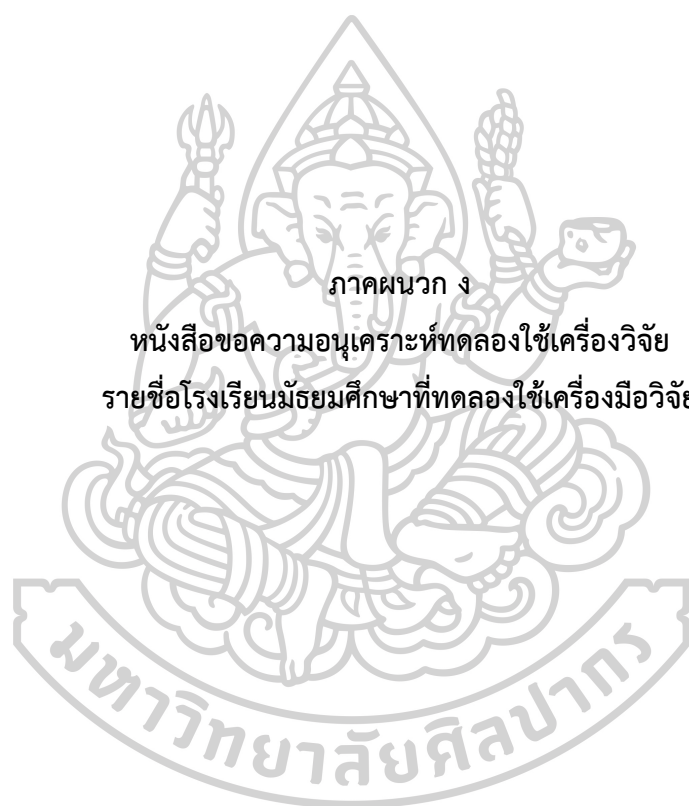 ภาคผนวก ง
หนังสือขอความอนุเคราะห์ทดลองใช้เครื่องวิจัย
รายชื่อโรงเรียนมัธยมศึกษาที่ทดลองใช้เครื่องมือวิจัย
มหาวิทยาลัยศิลปากร